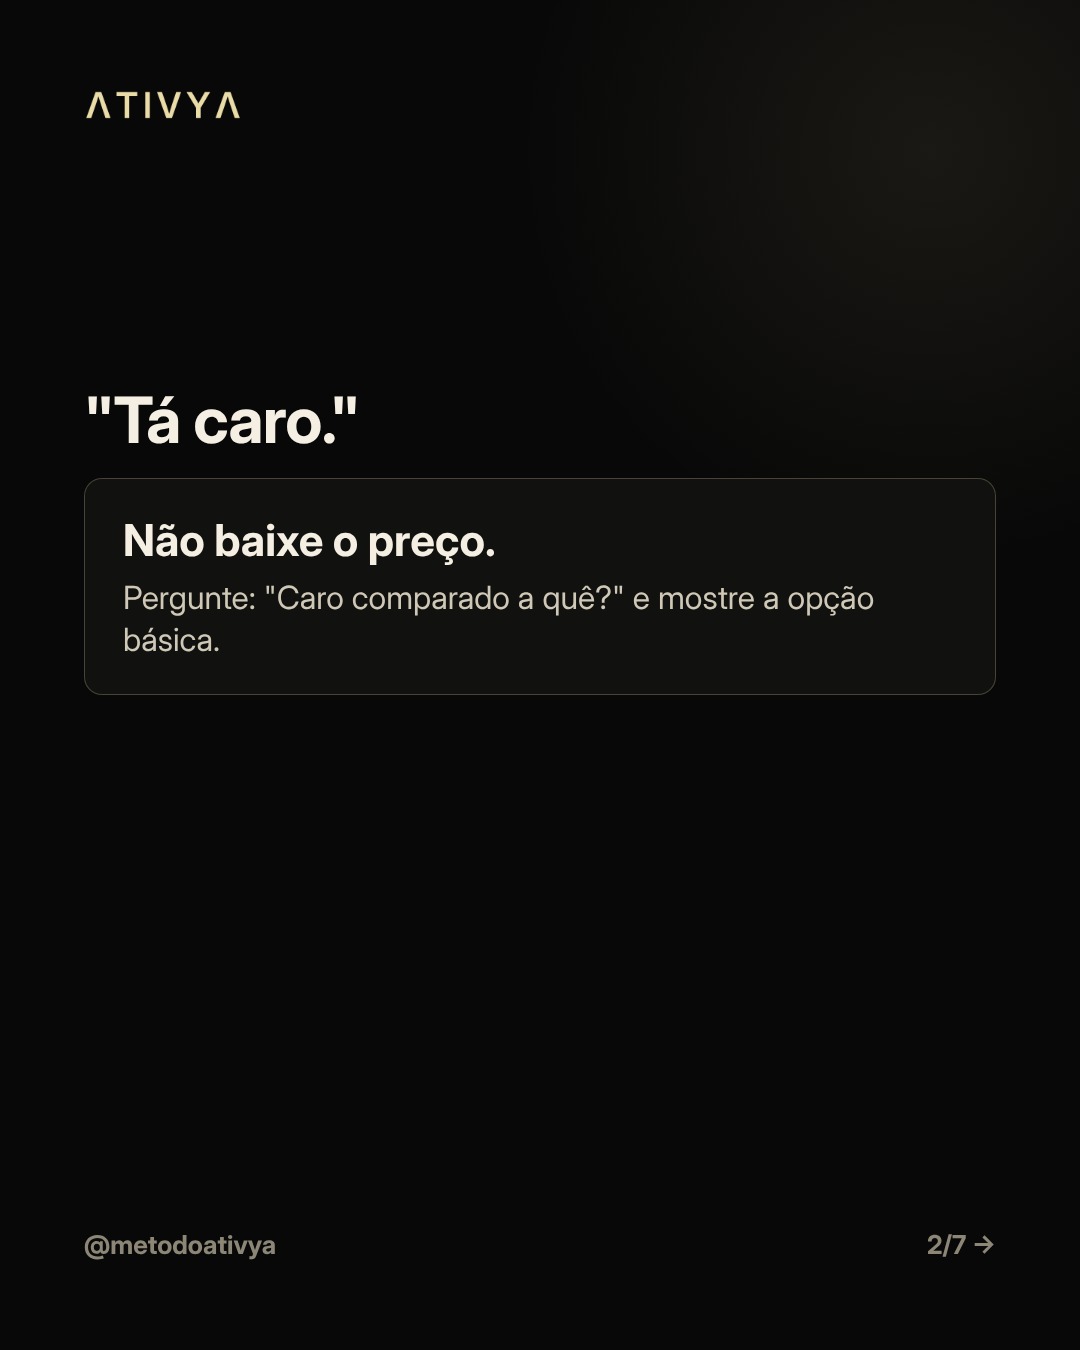 ATIVYA
"Tá caro."
Não baixe o preço.
Pergunte: "Caro comparado a quê?" e mostre a opção
básica.
@metodoativya
2/7 →